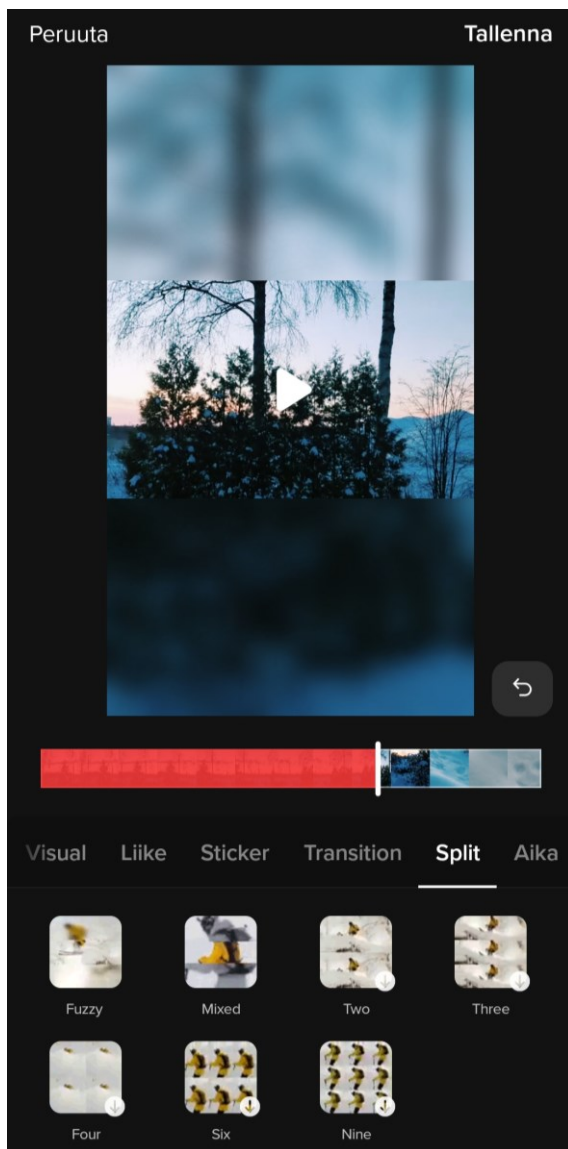 Peruuta Tallenna
Visual Liike Sticker Transition Split Aika
Fuzzy Mixed Two Three
Four Six Nine